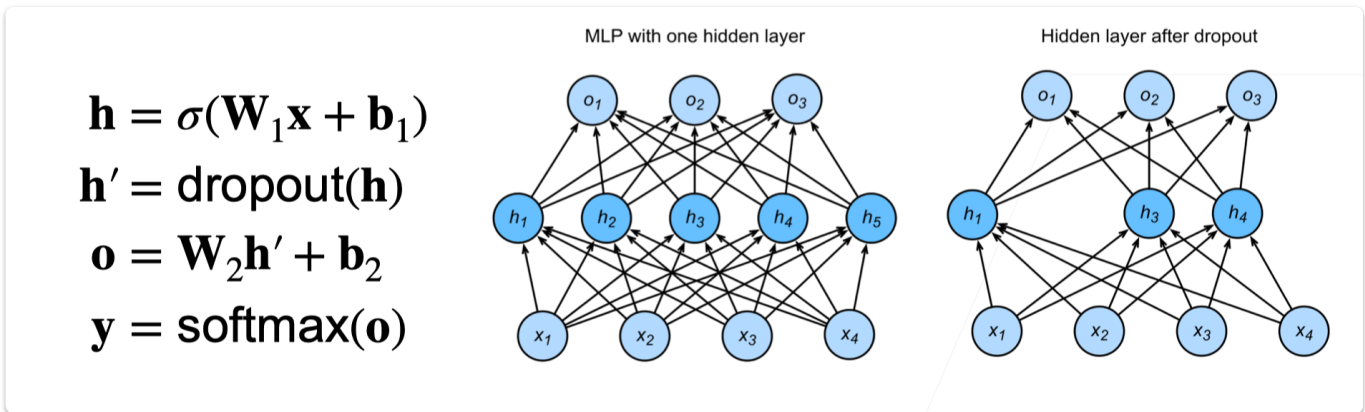 𝐡 = σ(𝐖₁𝐱 + 𝐛₁)
𝐡′ = dropout(𝐡)
𝐨 = 𝐖₂𝐡′ + 𝐛₂
𝐲 = softmax(𝐨)
MLP with one hidden layer
o₁ o₂ o₃
h₁ h₂ h₃ h₄ h₅
x₁ x₂ x₃ x₄
Hidden layer after dropout
o₁ o₂ o₃
h₁ h₃ h₄
x₁ x₂ x₃ x₄